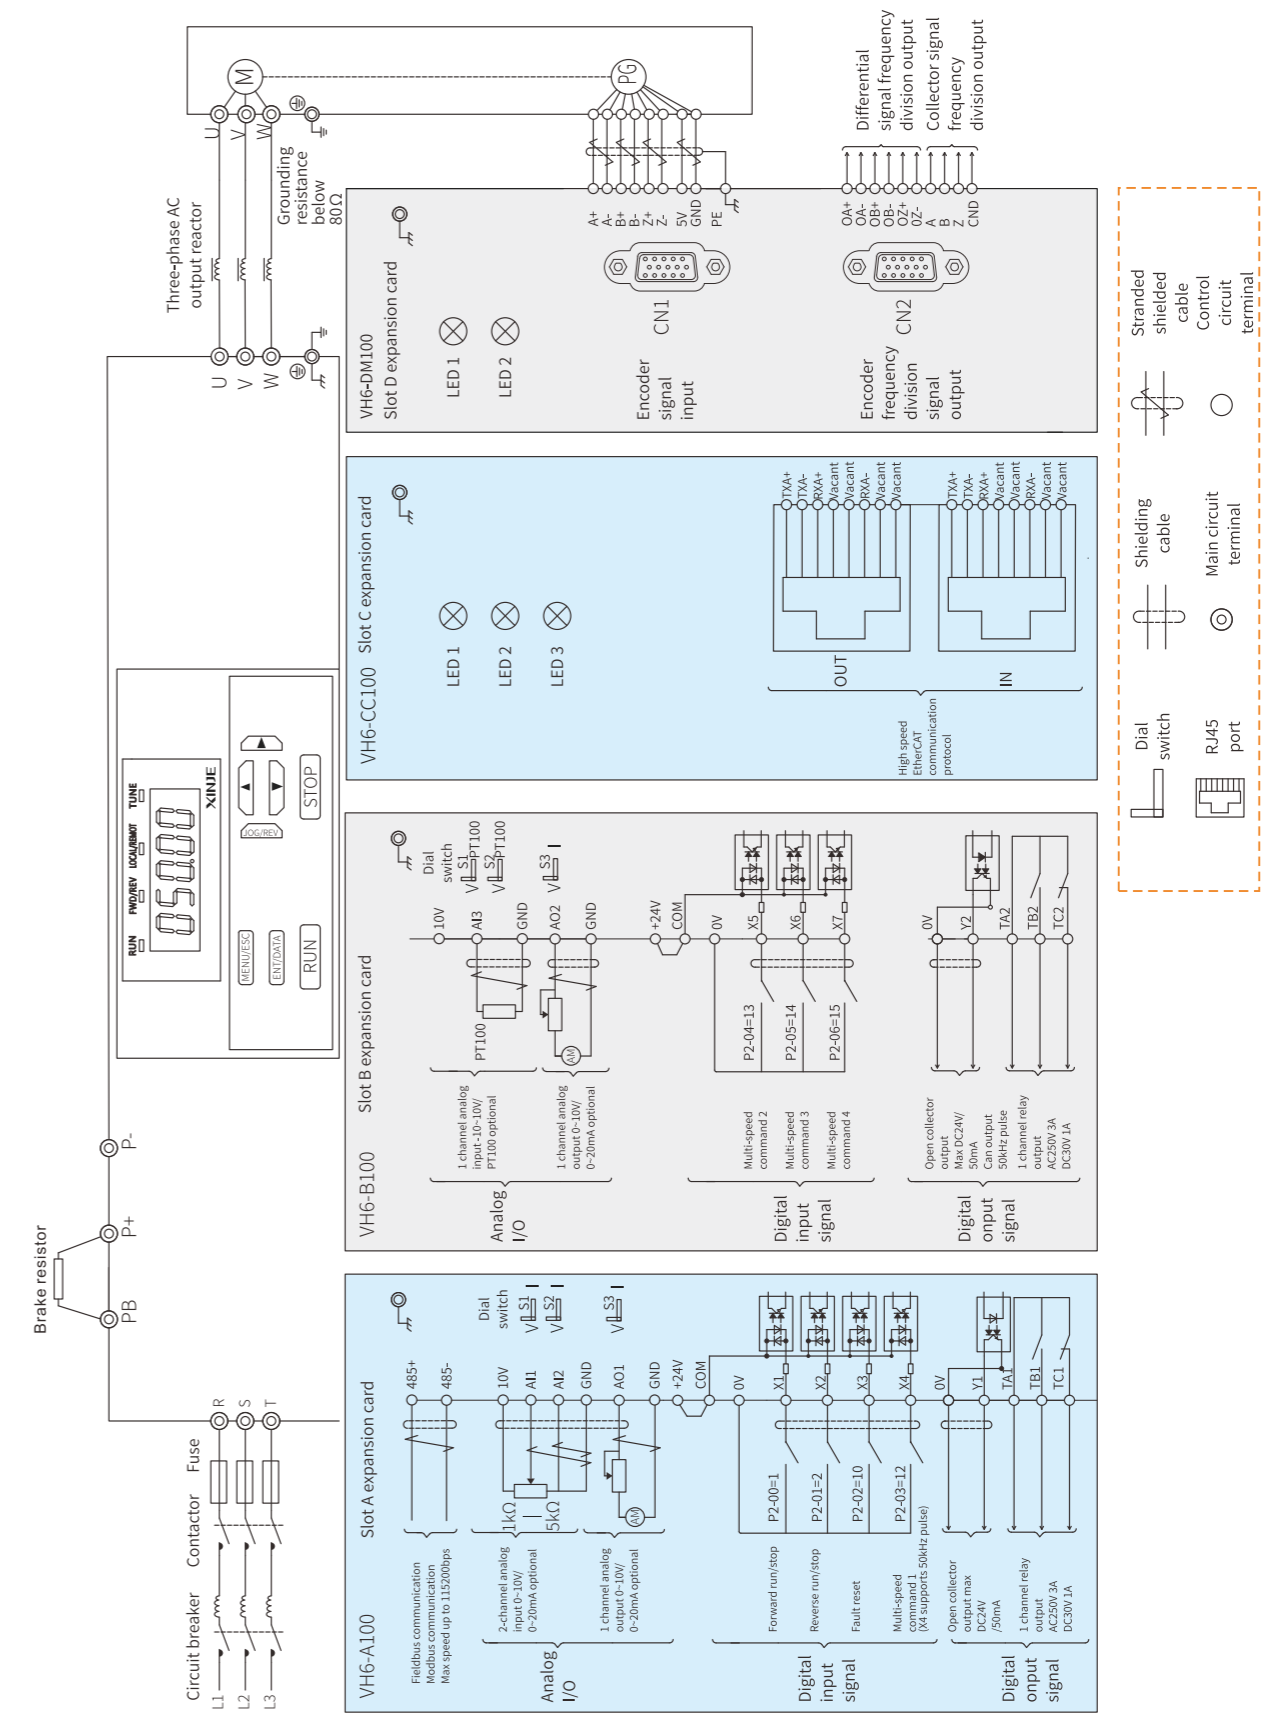 Brake resistor
PB
P+
P-
Circuit breaker
Contactor
Fuse
L1
L2
L3
R
S
T
RUN
FWD/REV
LOCAL/REMOT
TUNE
050.00
XINJE
MENU/ESC
ENT/DATA
RUN
JOG/REV
STOP
U
V
W
Three-phase AC
output reactor
U
V
W
M
PG
Grounding
resistance
below
80Ω
VH6-A100
Slot A expansion card
Fieldbus communication
Modbus communication
Max speed up to 115200bps
485+
485-
Dial
switch
V
S1
I
V
S2
I
V
S3
I
Analog
I/O
2-channel analog
input 0~10V/
0~20mA optional
1 channel analog
output 0~10V/
0~20mA optional
1kΩ
5kΩ
AM
10V
AI1
AI2
GND
AO1
GND
+24V
COM
0V
X1
X2
X3
X4
0V
Y1
TA1
TB1
TC1
P2-00=1
P2-01=2
P2-02=10
P2-03=12
Digital
input
signal
Forward run/stop
Reverse run/stop
Fault reset
Multi-speed
command 1
(X4 supports 50kHz pulse)
Digital
onput
signal
Open collector
output max
DC24V
/50mA
1 channel relay
output
AC250V 3A
DC30V 1A
VH6-B100
Slot B expansion card
Dial
switch
V
S1
PT100
V
S2
PT100
V
S3
I
Analog
I/O
1 channel analog
input -10~10V/
PT100 optional
1 channel analog
output 0~10V/
0~20mA optional
PT100
AM
10V
AI3
GND
AO2
GND
+24V
COM
0V
X5
X6
X7
0V
Y2
TA2
TB2
TC2
P2-04=13
P2-05=14
P2-06=15
Digital
input
signal
Multi-speed
command 2
Multi-speed
command 3
Multi-speed
command 4
Digital
onput
signal
Open collector
output
Max DC24V/
50mA
Can output
50kHz pulse
1 channel relay
output
AC250V 3A
DC30V 1A
VH6-CC100
Slot C expansion card
LED 1
LED 2
LED 3
High speed
EtherCAT
communication
protocol
OUT
IN
TXA+
TXA-
RXA+
Vacant
Vacant
RXA-
Vacant
Vacant
TXA+
TXA-
RXA+
Vacant
Vacant
RXA-
Vacant
Vacant
VH6-DM100
Slot D expansion card
LED 1
LED 2
Encoder
signal
input
CN1
A+
A-
B+
B-
Z+
Z-
5V
GND
PE
Encoder
frequency
division
signal
output
CN2
OA+
OA-
OB+
OB-
OZ+
0Z-
A
B
Z
CND
Differential
signal frequency
division output
Collector signal
frequency
division output
Dial
switch
Shielding
cable
Stranded
shielded
cable
RJ45
port
Main circuit
terminal
Control
circuit
terminal